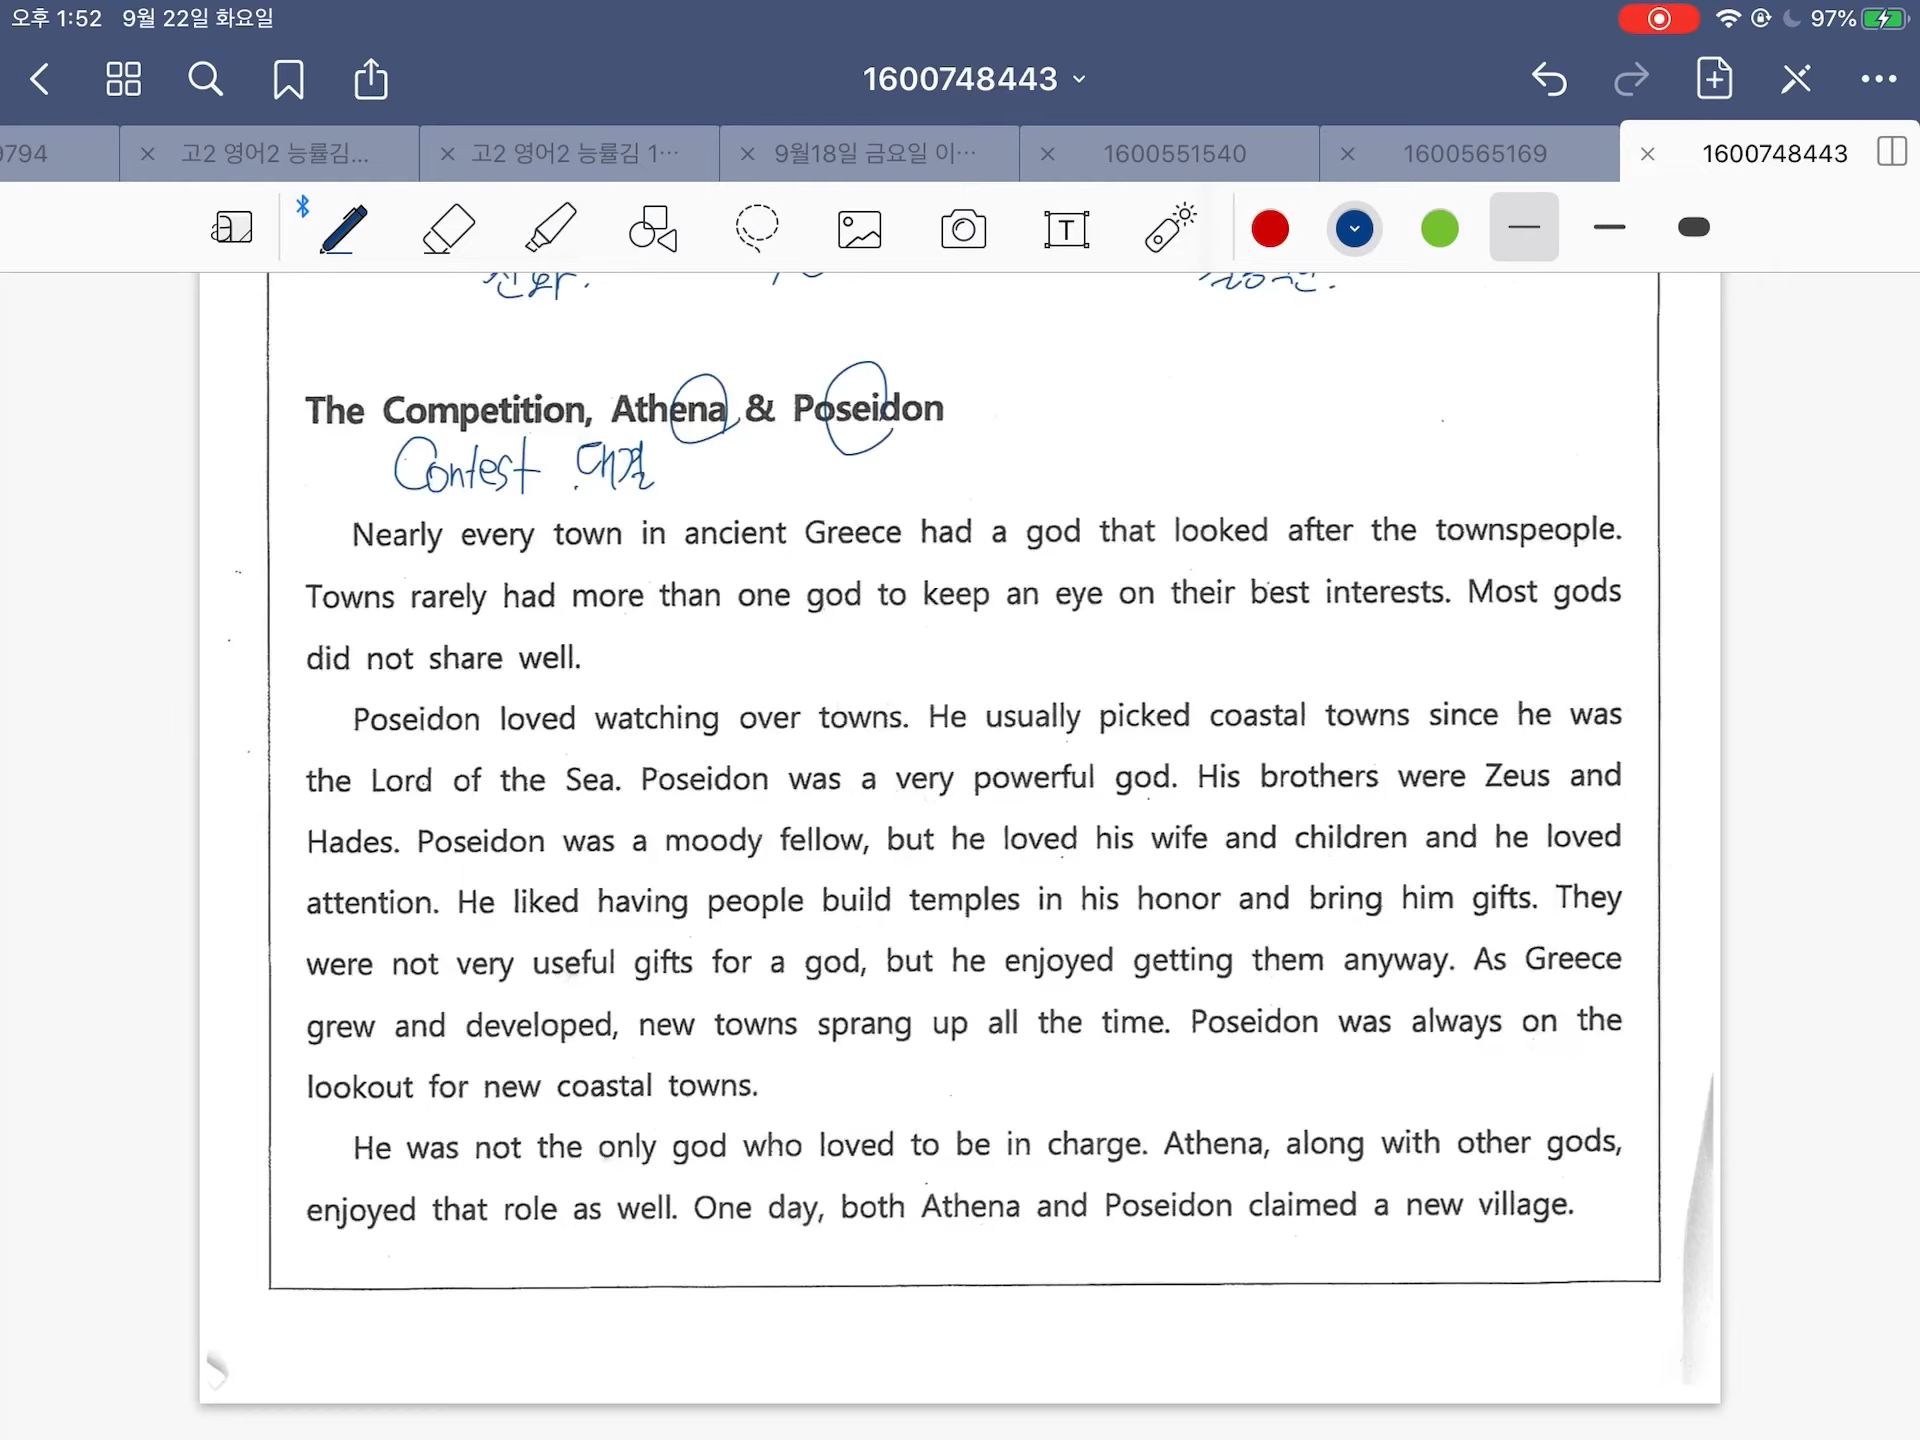 오후 1:52 9월 22일 화요일
97%
1600748443
9794
고2 영어2 능률김...
고2 영어2 능률김 1…
9월18일 금요일 이…
1600551540
1600565169
1600748443
The Competition, Athena & Poseidon
Contest 대결
Nearly every town in ancient Greece had a god that looked after the townspeople.
Towns rarely had more than one god to keep an eye on their best interests. Most gods
did not share well.
Poseidon loved watching over towns. He usually picked coastal towns since he was
the Lord of the Sea. Poseidon was a very powerful god. His brothers were Zeus and
Hades. Poseidon was a moody fellow, but he loved his wife and children and he loved
attention. He liked having people build temples in his honor and bring him gifts. They
were not very useful gifts for a god, but he enjoyed getting them anyway. As Greece
grew and developed, new towns sprang up all the time. Poseidon was always on the
lookout for new coastal towns.
He was not the only god who loved to be in charge. Athena, along with other gods,
enjoyed that role as well. One day, both Athena and Poseidon claimed a new village.